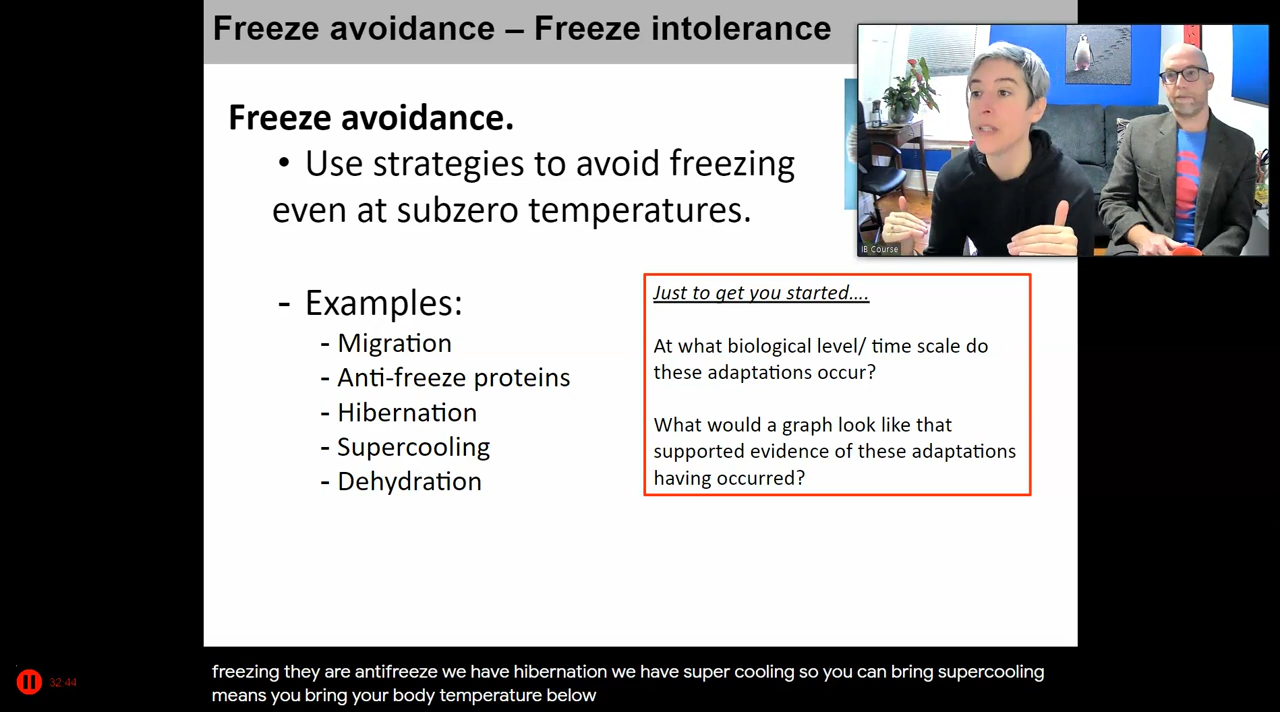 Freeze avoidance – Freeze intolerance
Freeze avoidance.
• Use strategies to avoid freezing
even at subzero temperatures.
- Examples:
- Migration
- Anti-freeze proteins
- Hibernation
- Supercooling
- Dehydration
Just to get you started....
At what biological level/ time scale do
these adaptations occur?
What would a graph look like that
supported evidence of these adaptations
having occurred?
IB Course
freezing they are antifreeze we have hibernation we have super cooling so you can bring supercooling
means you bring your body temperature below
32:44